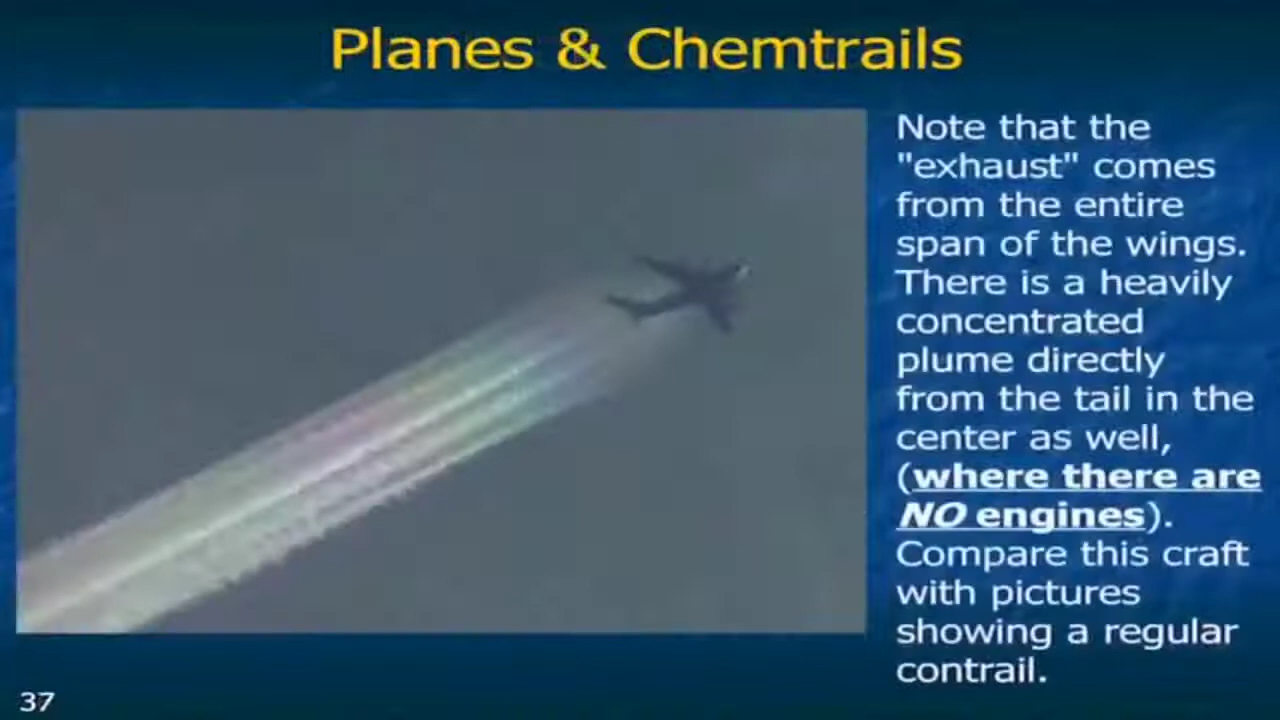 Planes & Chemtrails
Note that the
"exhaust" comes
from the entire
span of the wings.
There is a heavily
concentrated
plume directly
from the tail in the
center as well,
(where there are
NO engines).
Compare this craft
with pictures
showing a regular
contrail.
37